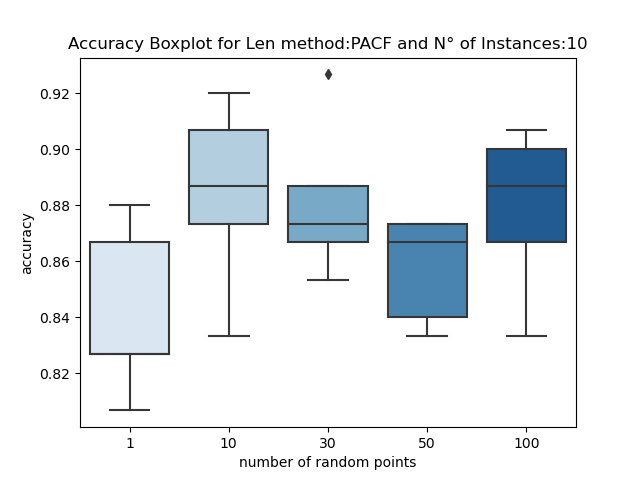 Accuracy Boxplot for Len method:PACF and N° of Instances:10
0.92
0.90
0.88
0.86
0.84
0.82
accuracy
1 10 30 50 100
number of random points